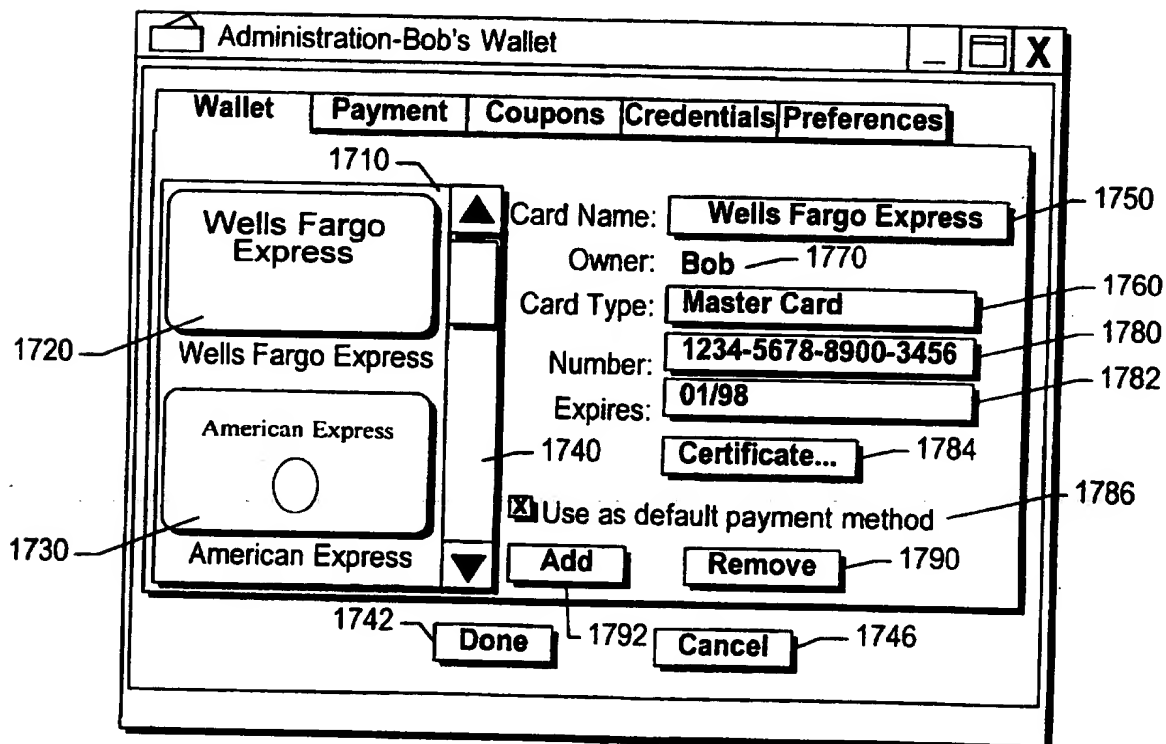 Administration-Bob's Wallet
_ X
Wallet Payment Coupons Credentials Preferences
1710
Wells Fargo
Express
1720
Wells Fargo Express
American Express
1730
American Express
1740
Card Name: Wells Fargo Express 1750
Owner: Bob 1770
Card Type: Master Card 1760
Number: 1234-5678-8900-3456 1780
Expires: 01/98 1782
Certificate... 1784
X Use as default payment method 1786
Add 1792
Remove 1790
1742 Done
Cancel 1746